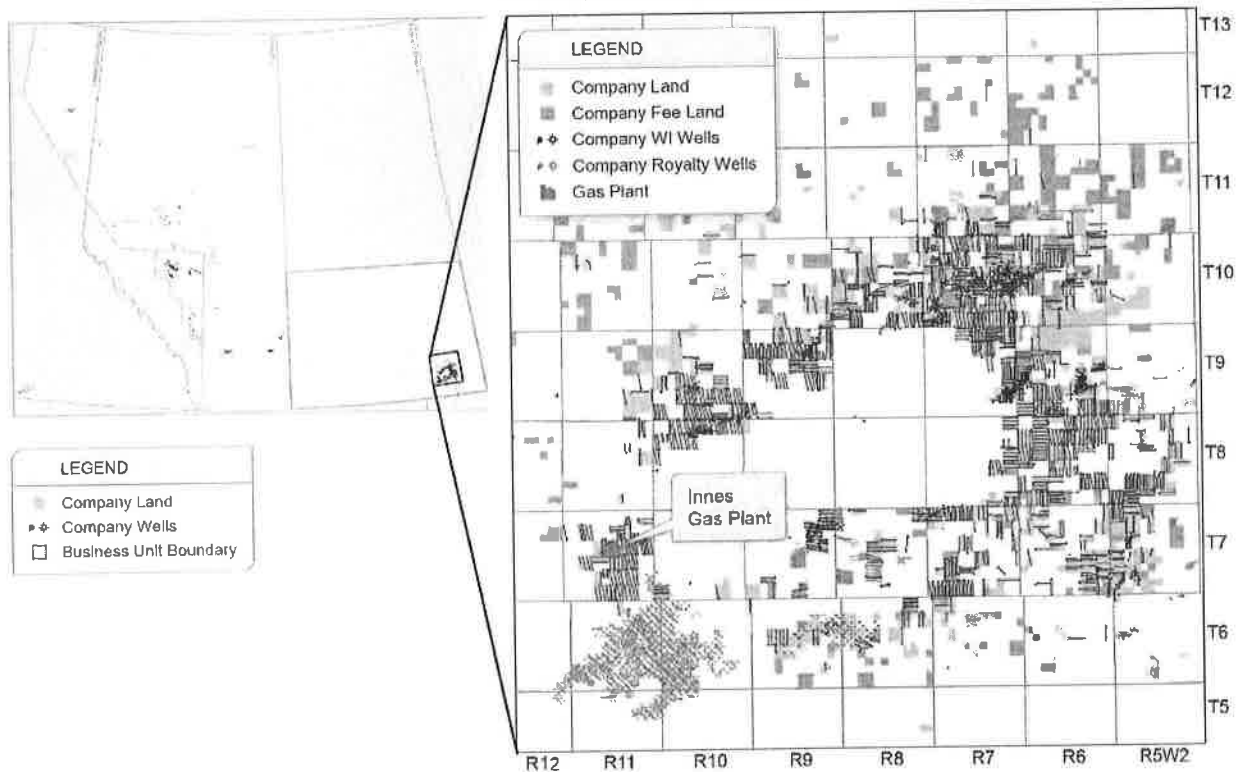 LEGEND
Company Land
Company Fee Land
Company WI Wells
Company Royalty Wells
Gas Plant
T13
T12
T11
T10
T9
T8
T7
T6
T5
Innes
Gas Plant
R12
R11
R10
R9
R8
R7
R6
R5W2
LEGEND
Company Land
Company Wells
Business Unit Boundary